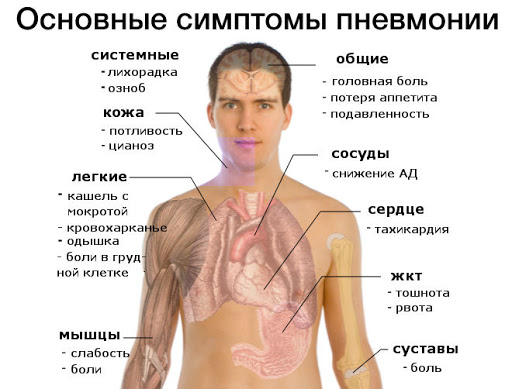 Основные симптомы пневмонии
системные
- лихорадка
- озноб
кожа
- потливость
- цианоз
легкие
- кашель с
мокротой
- кровохарканье
- одышка
- боли в груд-
ной клетке
мышцы
- слабость
- боли
общие
- головная боль
- потеря аппетита
- подавленность
сосуды
- снижение АД
сердце
- тахикардия
жкт
- тошнота
- рвота
суставы
- боль